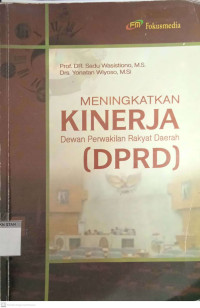 Fokusmedia
Prof. DR. Sadu Wasistiono, M.S.
Drs. Yonatan Wiyoso, M.Si
MENINGKATKAN
KINERJA
Dewan Perwakilan Rakyat Daerah
(DPRD)